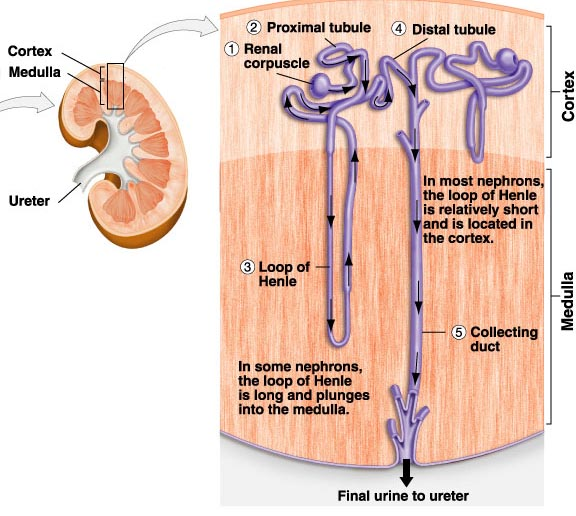 Cortex
Medulla
Ureter
② Proximal tubule
④ Distal tubule
① Renal
corpuscle
In most nephrons,
the loop of Henle
is relatively short
and is located in
the cortex.
③ Loop of
Henle
⑤ Collecting
duct
In some nephrons,
the loop of Henle
is long and plunges
into the medulla.
Final urine to ureter
Cortex
Medulla